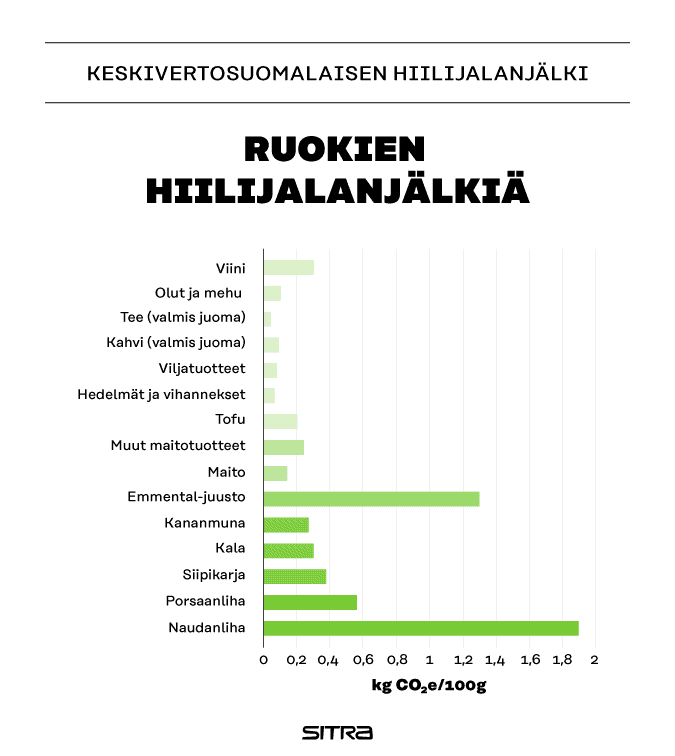 KESKIVERTOSUOMALAISEN HIILIJALANJÄLKI
RUOKIEN
HIILIJALANJÄLKIÄ
Viini
Olut ja mehu
Tee (valmis juoma)
Kahvi (valmis juoma)
Viljatuotteet
Hedelmät ja vihannekset
Tofu
Muut maitotuotteet
Maito
Emmental-juusto
Kananmuna
Kala
Siipikarja
Porsaanliha
Naudanliha
0 0,2 0,4 0,6 0,8 1 1,2 1,4 1,6 1,8 2
kg CO₂e/100g
SITRA